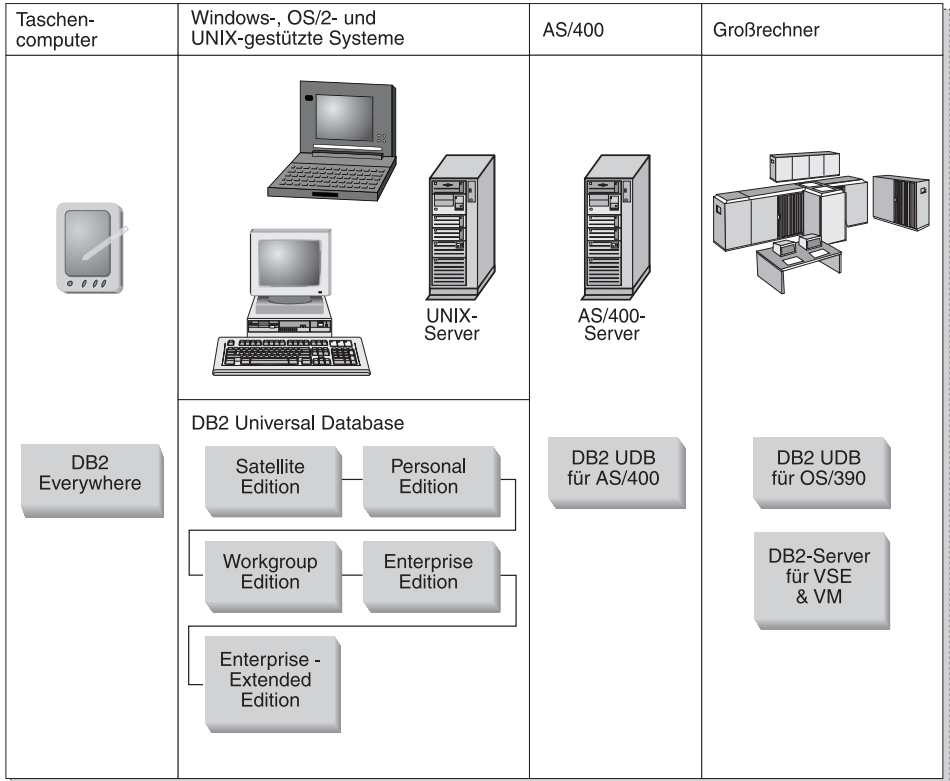 Taschen-
computer
Windows-, OS/2- und
UNIX-gestützte Systeme
AS/400
Großrechner
UNIX-
Server
AS/400-
Server
DB2
Everywhere
DB2 Universal Database
Satellite
Edition
Personal
Edition
Workgroup
Edition
Enterprise
Edition
Enterprise -
Extended
Edition
DB2 UDB
für AS/400
DB2 UDB
für OS/390
DB2-Server
für VSE
& VM